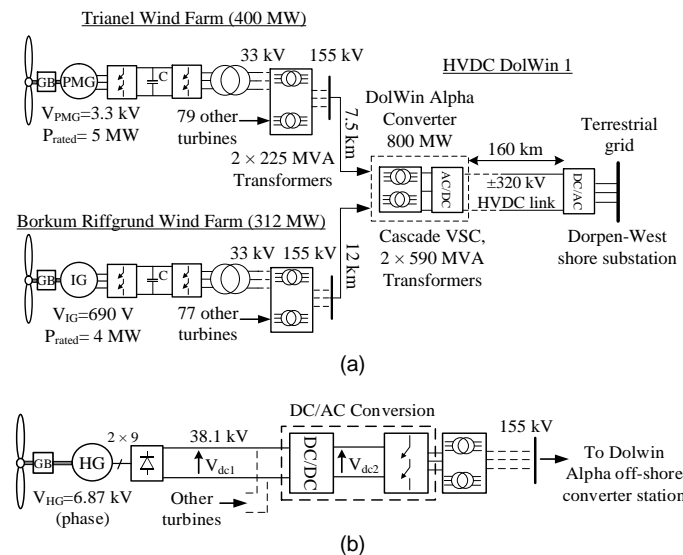 Trianel Wind Farm (400 MW)
33 kV
155 kV
HVDC DolWin 1
GB
PMG
C
V_PMG=3.3 kV
P_rated= 5 MW
79 other
turbines
2 × 225 MVA
Transformers
7.5 km
DolWin Alpha
Converter
800 MW
AC/DC
160 km
±320 kV
HVDC link
DC/AC
Terrestrial
grid
Dorpen-West
shore substation
Cascade VSC,
2 × 590 MVA
Transformers
Borkum Riffgrund Wind Farm (312 MW)
33 kV
155 kV
12 km
GB
IG
C
V_IG=690 V
P_rated= 4 MW
77 other
turbines
(a)
DC/AC Conversion
GB
HG
2 × 9
38.1 kV
V_dc1
DC/DC
V_dc2
155 kV
V_HG=6.87 kV
(phase)
Other
turbines
To Dolwin
Alpha off-shore
converter station
(b)